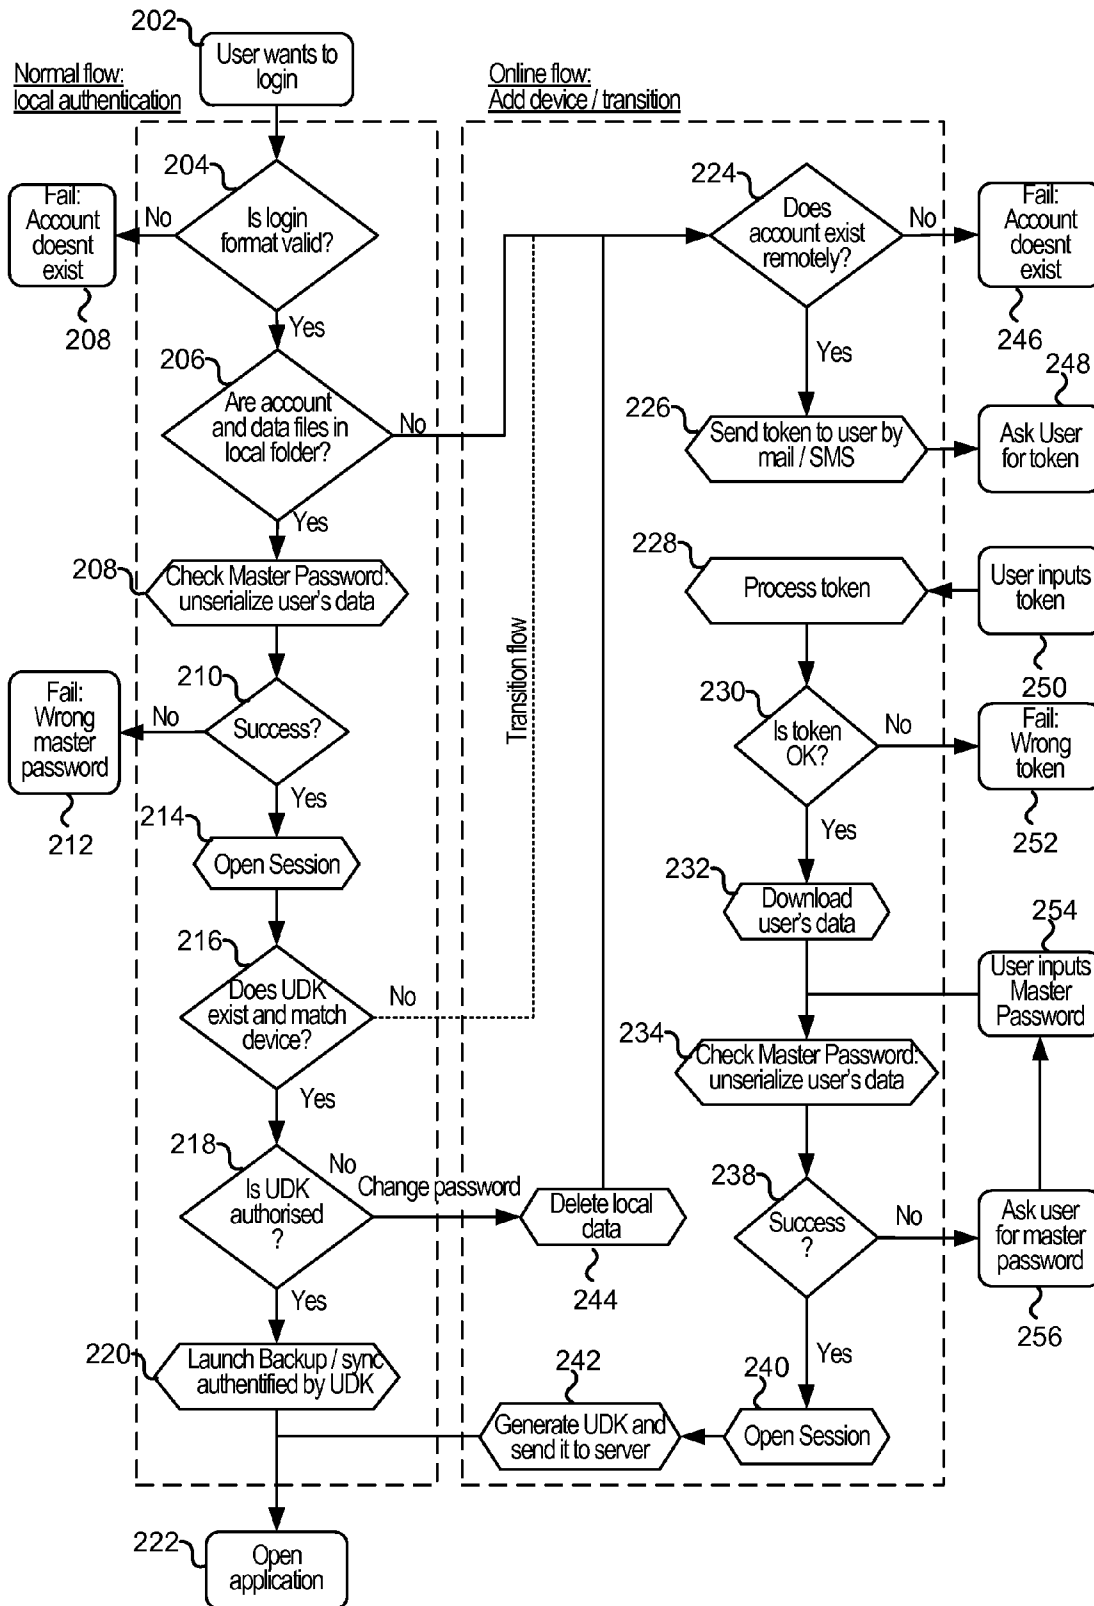 202
User wants to
login
Normal flow:
local authentication
Online flow:
Add device / transition
204
Is login
format valid?
No
Fail:
Account
doesnt
exist
208
Yes
206
Are account
and data files in
local folder?
No
Yes
208
Check Master Password:
unserialize user's data
210
Success?
No
Fail:
Wrong
master
password
212
Yes
214
Open Session
216
Does UDK
exist and match
device?
No
Transition flow
Yes
218
Is UDK
authorised
?
No
Change password
Delete local
data
244
Yes
220
Launch Backup / sync
authentified by UDK
222
Open
application
224
Does
account exist
remotely?
No
Fail:
Account
doesnt
exist
246
Yes
226
Send token to user by
mail / SMS
248
Ask User
for token
228
Process token
User inputs
token
250
230
Is token
OK?
No
Fail:
Wrong
token
252
Yes
232
Download
user's data
254
User inputs
Master
Password
234
Check Master Password:
unserialize user's data
238
Success
?
No
Ask user
for master
password
256
Yes
240
Open Session
242
Generate UDK and
send it to server